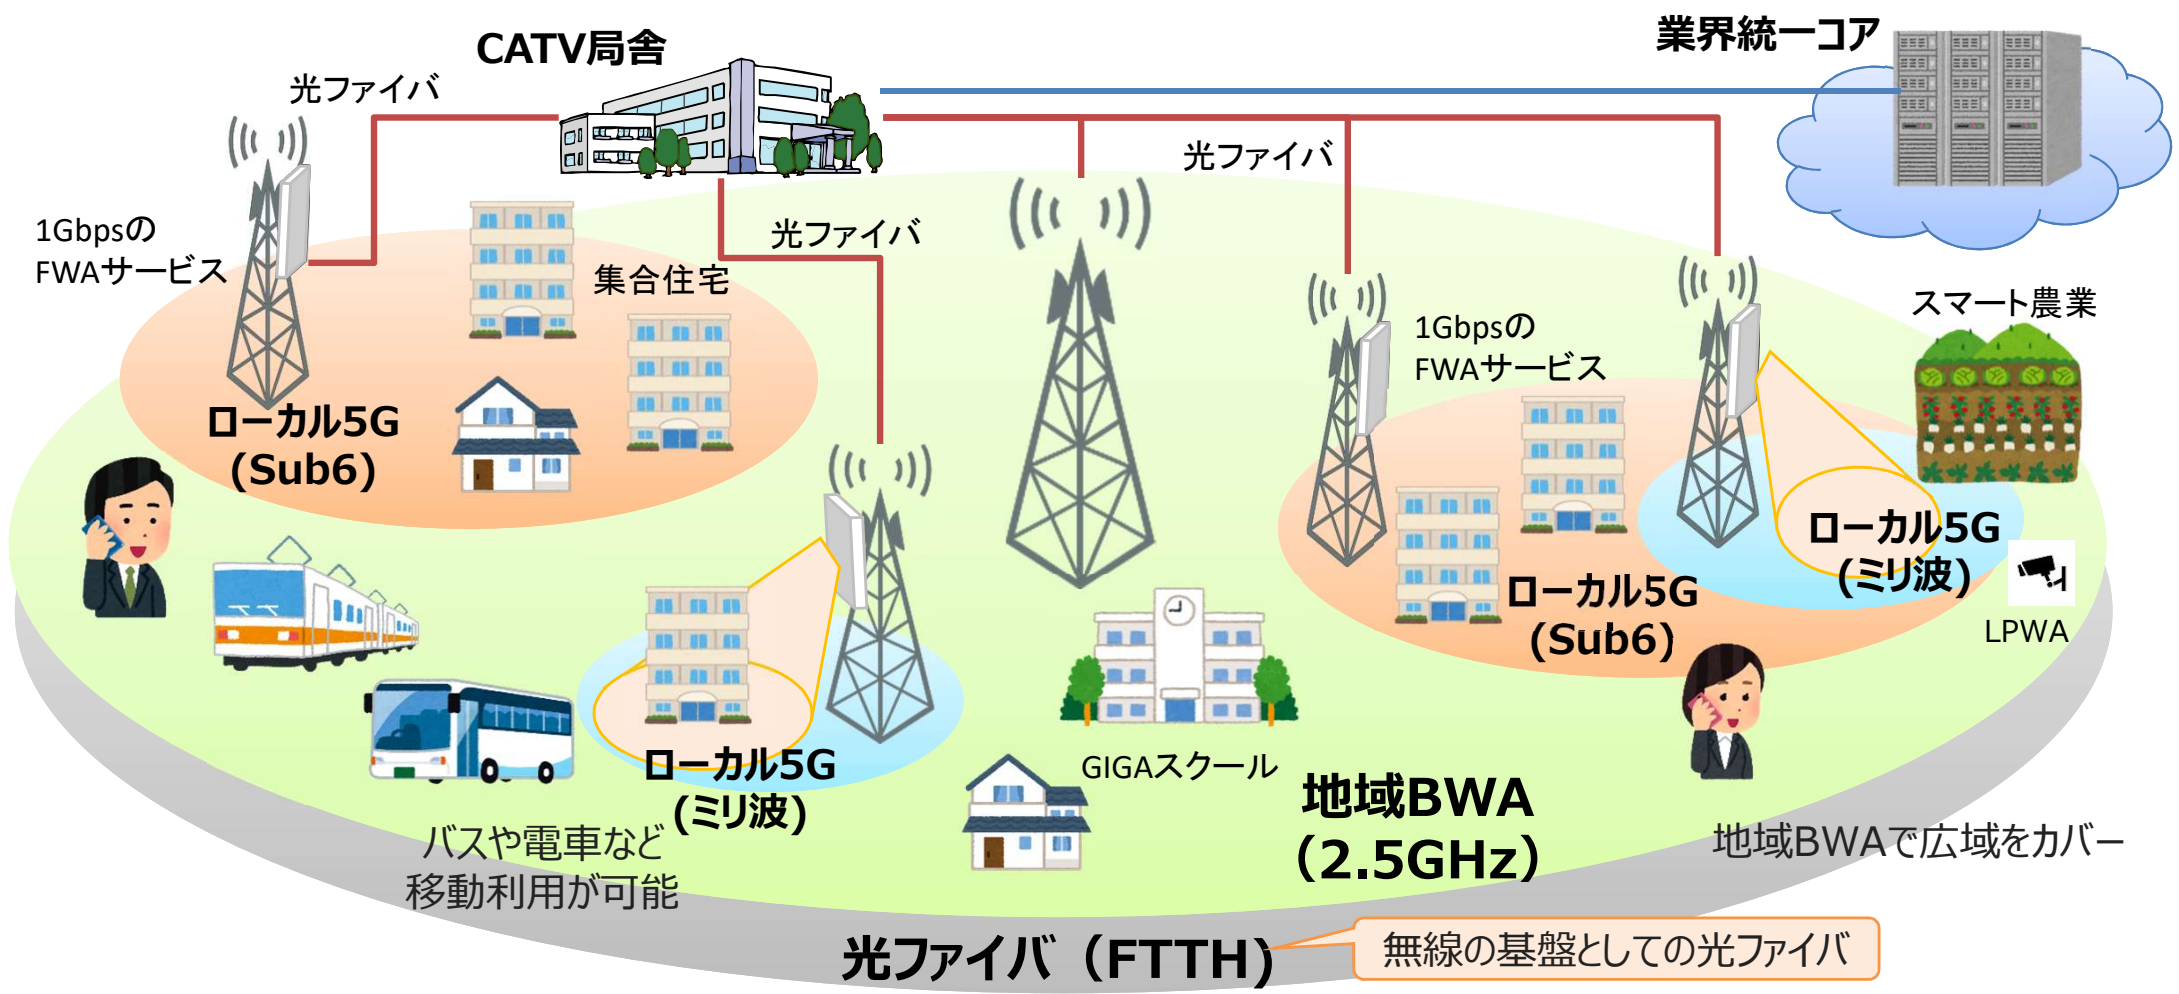 CATV局舎
業界統一コア
光ファイバ
光ファイバ
光ファイバ
1Gbpsの
FWAサービス
集合住宅
スマート農業
1Gbpsの
FWAサービス
ローカル5G
(Sub6)
ローカル5G
(ミリ波)
ローカル5G
(Sub6)
LPWA
ローカル5G
(ミリ波)
GIGAスクール
地域BWA
（2.5GHz）
バスや電車など
移動利用が可能
地域BWAで広域をカバー
光ファイバ（FTTH）
無線の基盤としての光ファイバ